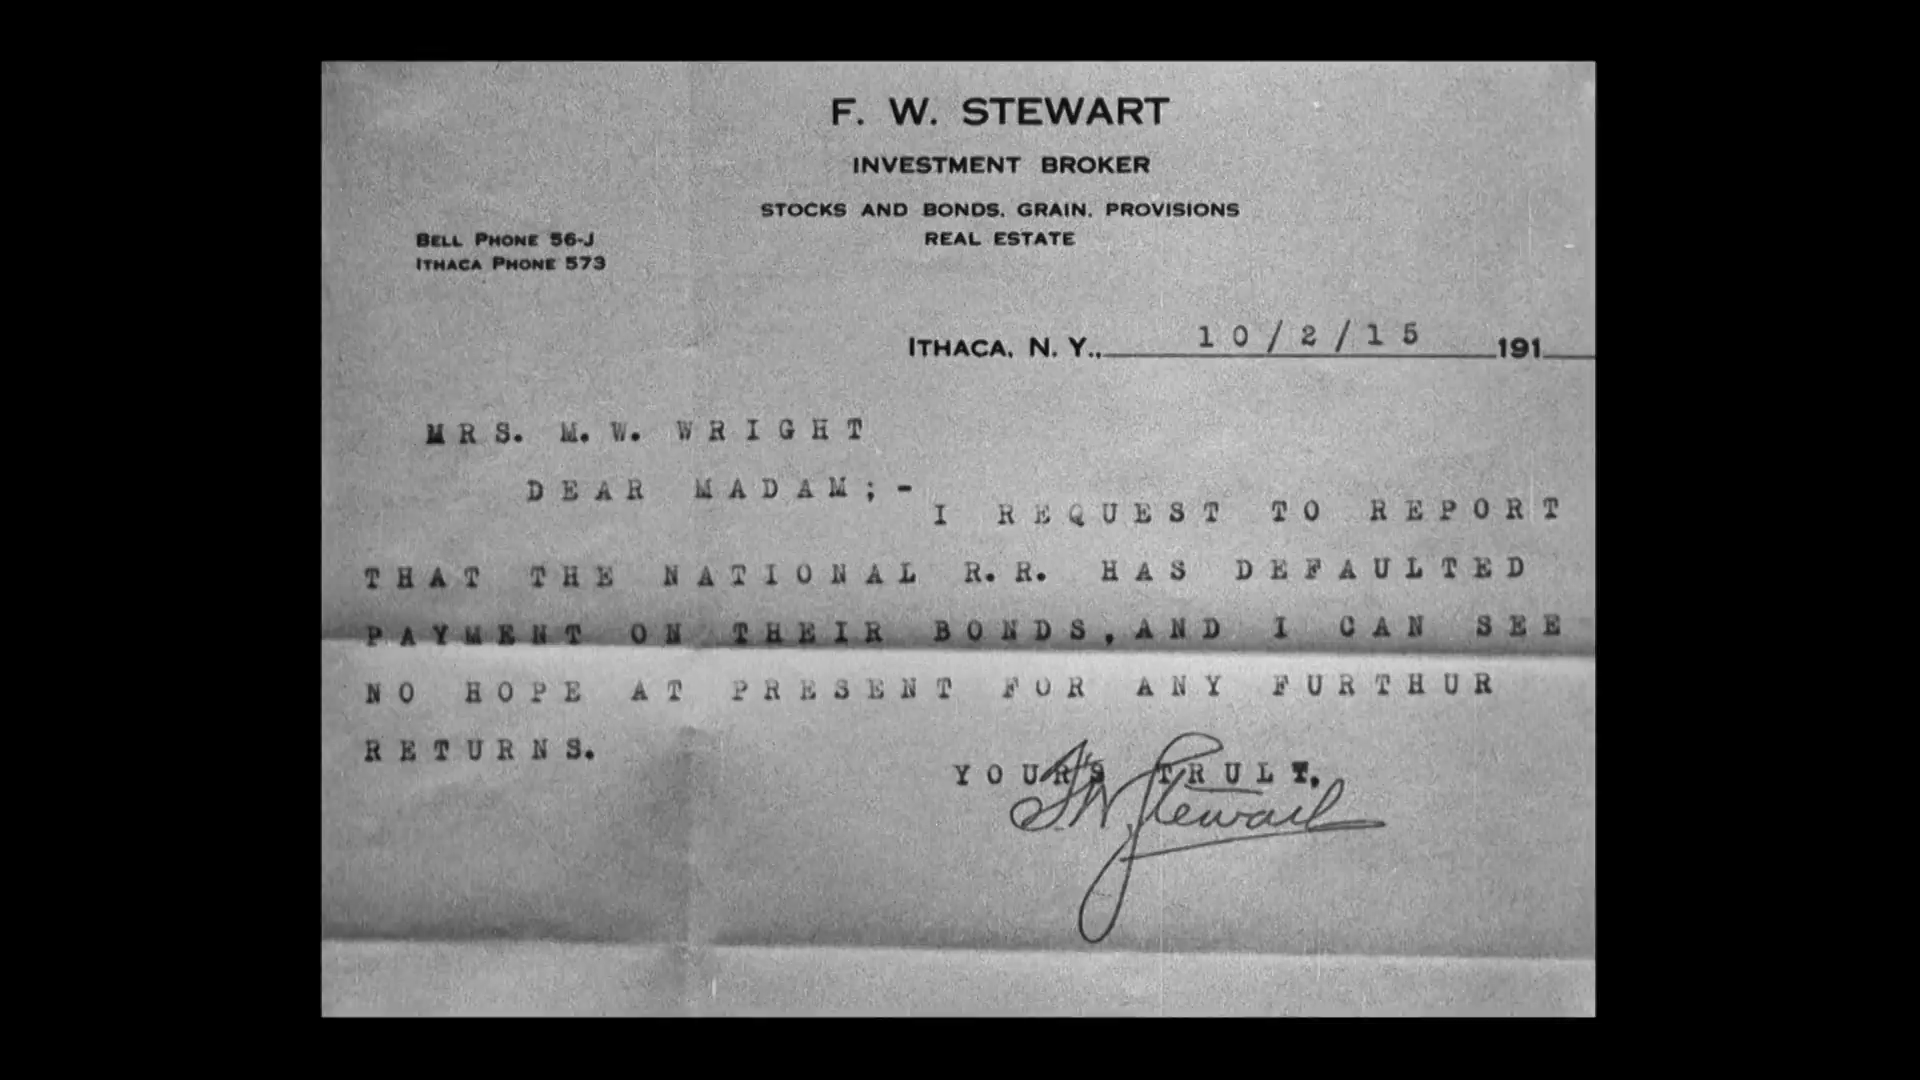 F. W. STEWART
INVESTMENT BROKER
STOCKS AND BONDS, GRAIN, PROVISIONS
REAL ESTATE
BELL PHONE 56-J
ITHACA PHONE 573
ITHACA, N. Y., 10/2/15 191
MRS. M. W. WRIGHT
DEAR MADAM;-
I REQUEST TO REPORT
THAT THE NATIONAL R.R. HAS DEFAULTED
PAYMENT ON THEIR BONDS, AND I CAN SEE
NO HOPE AT PRESENT FOR ANY FURTHUR
RETURNS.
YOURS TRULY.
F. W. Stewart